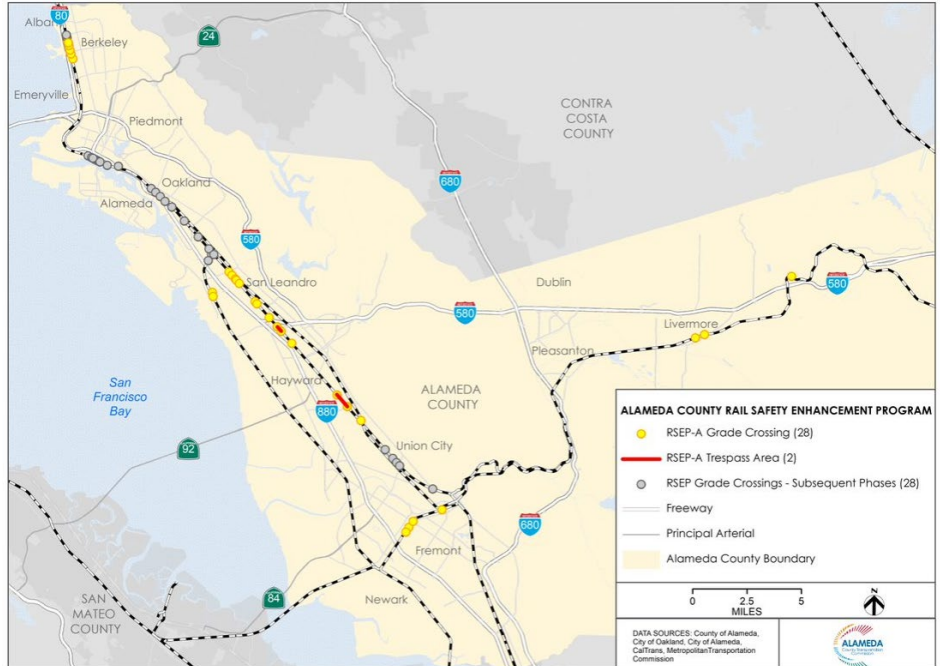 80
Alban
Berkeley
24
Emeryville
Piedmont
CONTRA
COSTA
COUNTY
680
Oakland
Alameda
580
San Leandro
Dublin
580
580
Livermore
Pleasanton
San
Francisco
Bay
Hayward
ALAMEDA
COUNTY
880
Union City
92
680
Fremont
84
Newark
SAN
MATEO
COUNTY
ALAMEDA COUNTY RAIL SAFETY ENHANCEMENT PROGRAM
RSEP-A Grade Crossing (28)
RSEP-A Trespass Area (2)
RSEP Grade Crossings - Subsequent Phases (28)
Freeway
Principal Arterial
Alameda County Boundary
0 2.5 5
MILES
N
DATA SOURCES: County of Alameda,
City of Oakland, City of Alameda,
CalTrans, MetropolitanTransportation
Commission
ALAMEDA
County Transportation
Commission